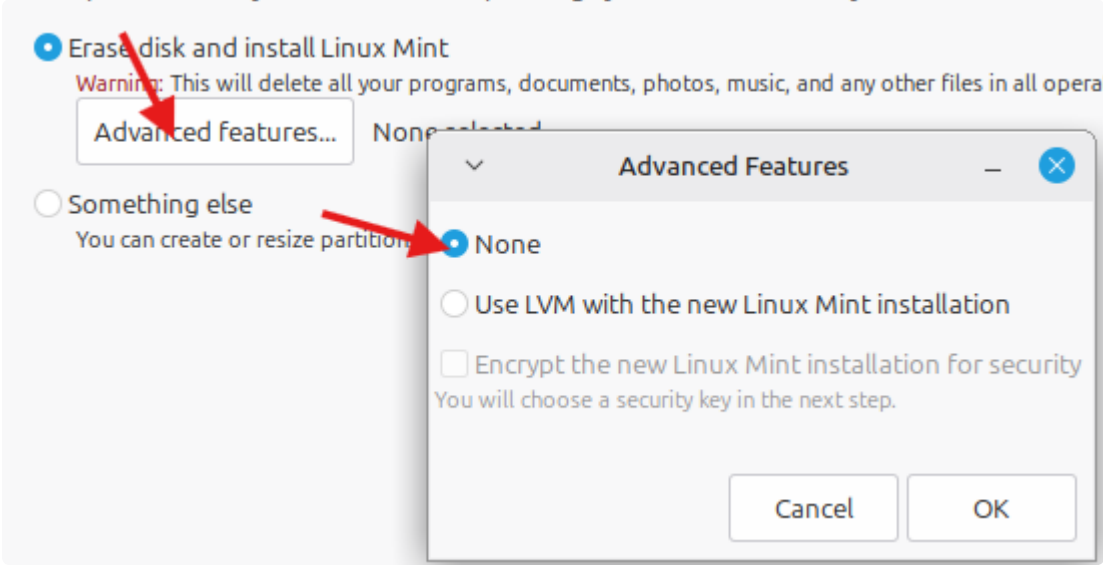 Erase disk and install Linux Mint
Warning: This will delete all your programs, documents, photos, music, and any other files in all opera
Advanced features...
None selected
Advanced Features
Something else
You can create or resize partition
None
Use LVM with the new Linux Mint installation
Encrypt the new Linux Mint installation for security
You will choose a security key in the next step.
Cancel
OK